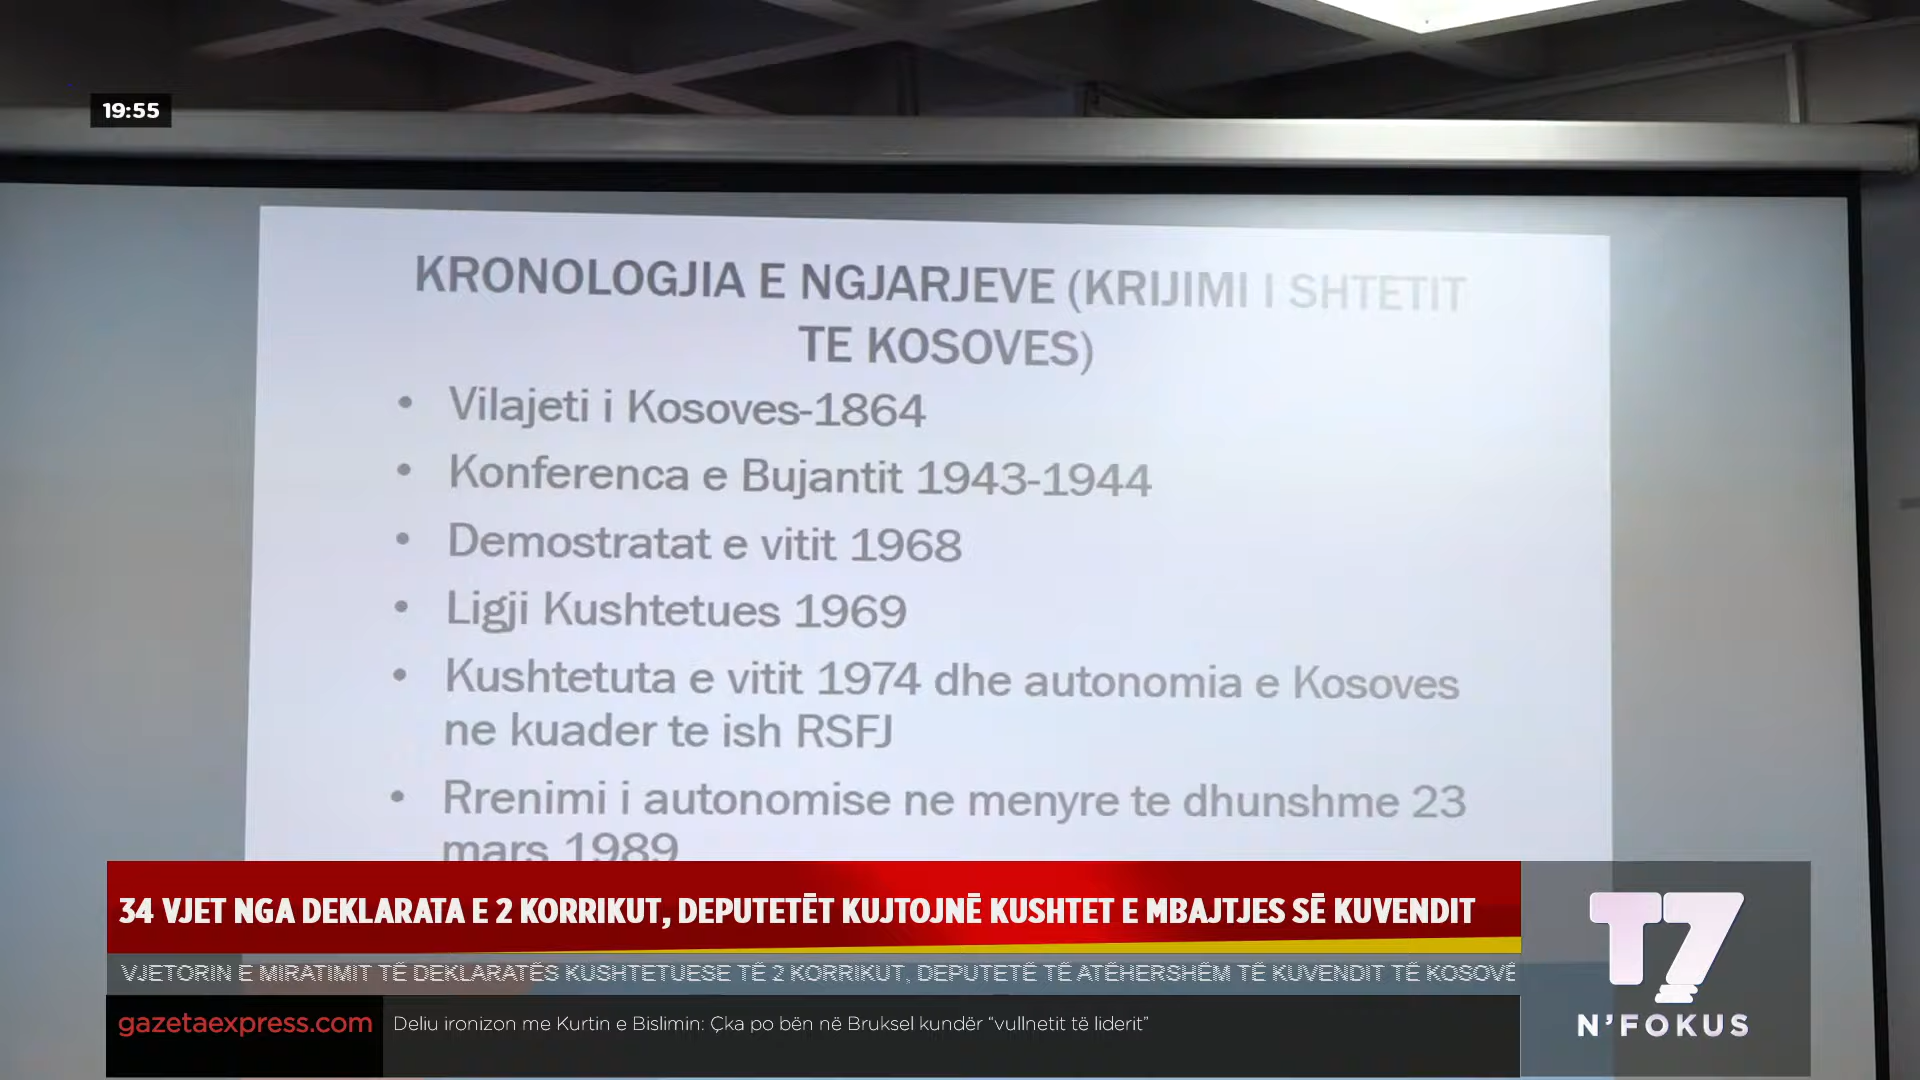 19:55
KRONOLOGJIA E NGJARJEVE (KRIJIMI I SHTETIT
TE KOSOVES)
• Vilajeti i Kosoves-1864
• Konferenca e Bujantit 1943-1944
• Demostratat e vitit 1968
• Ligji Kushtetues 1969
• Kushtetuta e vitit 1974 dhe autonomia e Kosoves
ne kuader te ish RSFJ
• Rrenimi i autonomise ne menyre te dhunshme 23
mars 1989
34 VJET NGA DEKLARATA E 2 KORRIKUT, DEPUTETËT KUJTOJNË KUSHTET E MBAJTJES SË KUVENDIT
VJETORIN E MIRATIMIT TË DEKLARATËS KUSHTETUESE TË 2 KORRIKUT, DEPUTETË TË ATËHERSHËM TË KUVENDIT TË KOSOVË
gazetaexpress.com Deliu ironizon me Kurtin e Bislimin: Çka po bën në Bruksel kundër “vullnetit të liderit”
T7
N’FOKUS